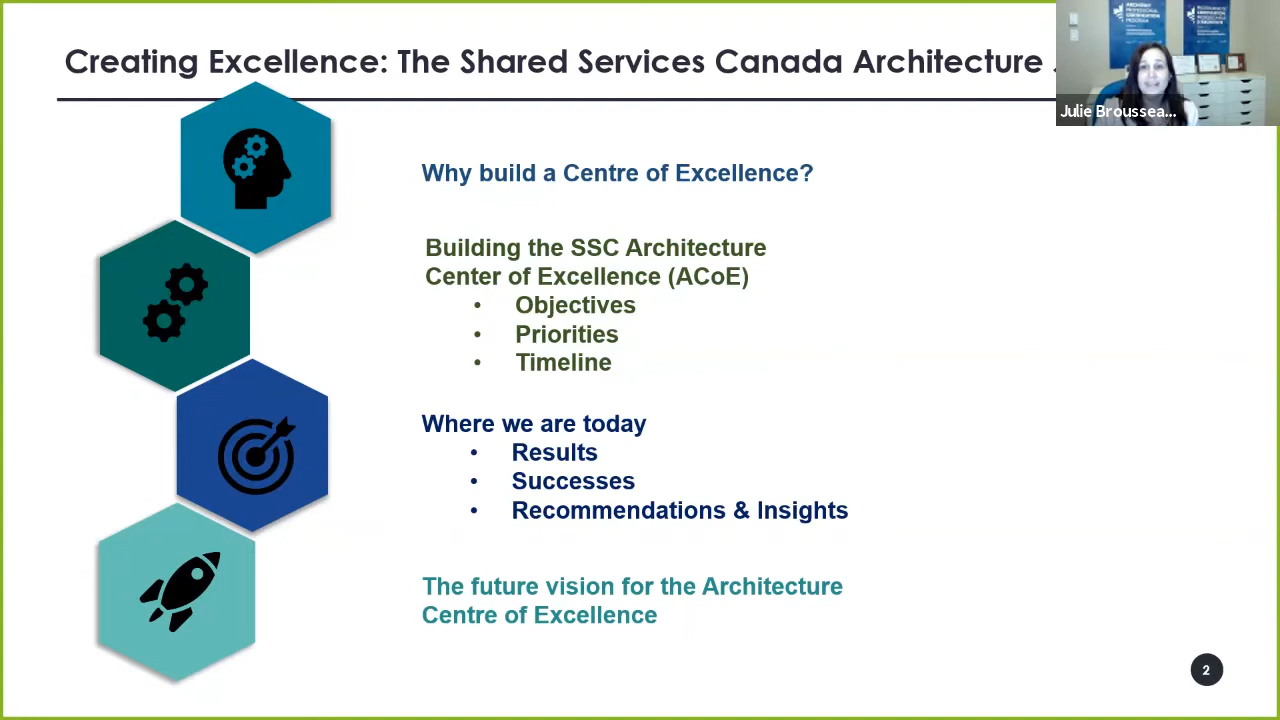 Creating Excellence: The Shared Services Canada Architecture
Julie Broussea...
Why build a Centre of Excellence?
Building the SSC Architecture
Center of Excellence (ACoE)
• Objectives
• Priorities
• Timeline
Where we are today
• Results
• Successes
• Recommendations & Insights
The future vision for the Architecture
Centre of Excellence
2